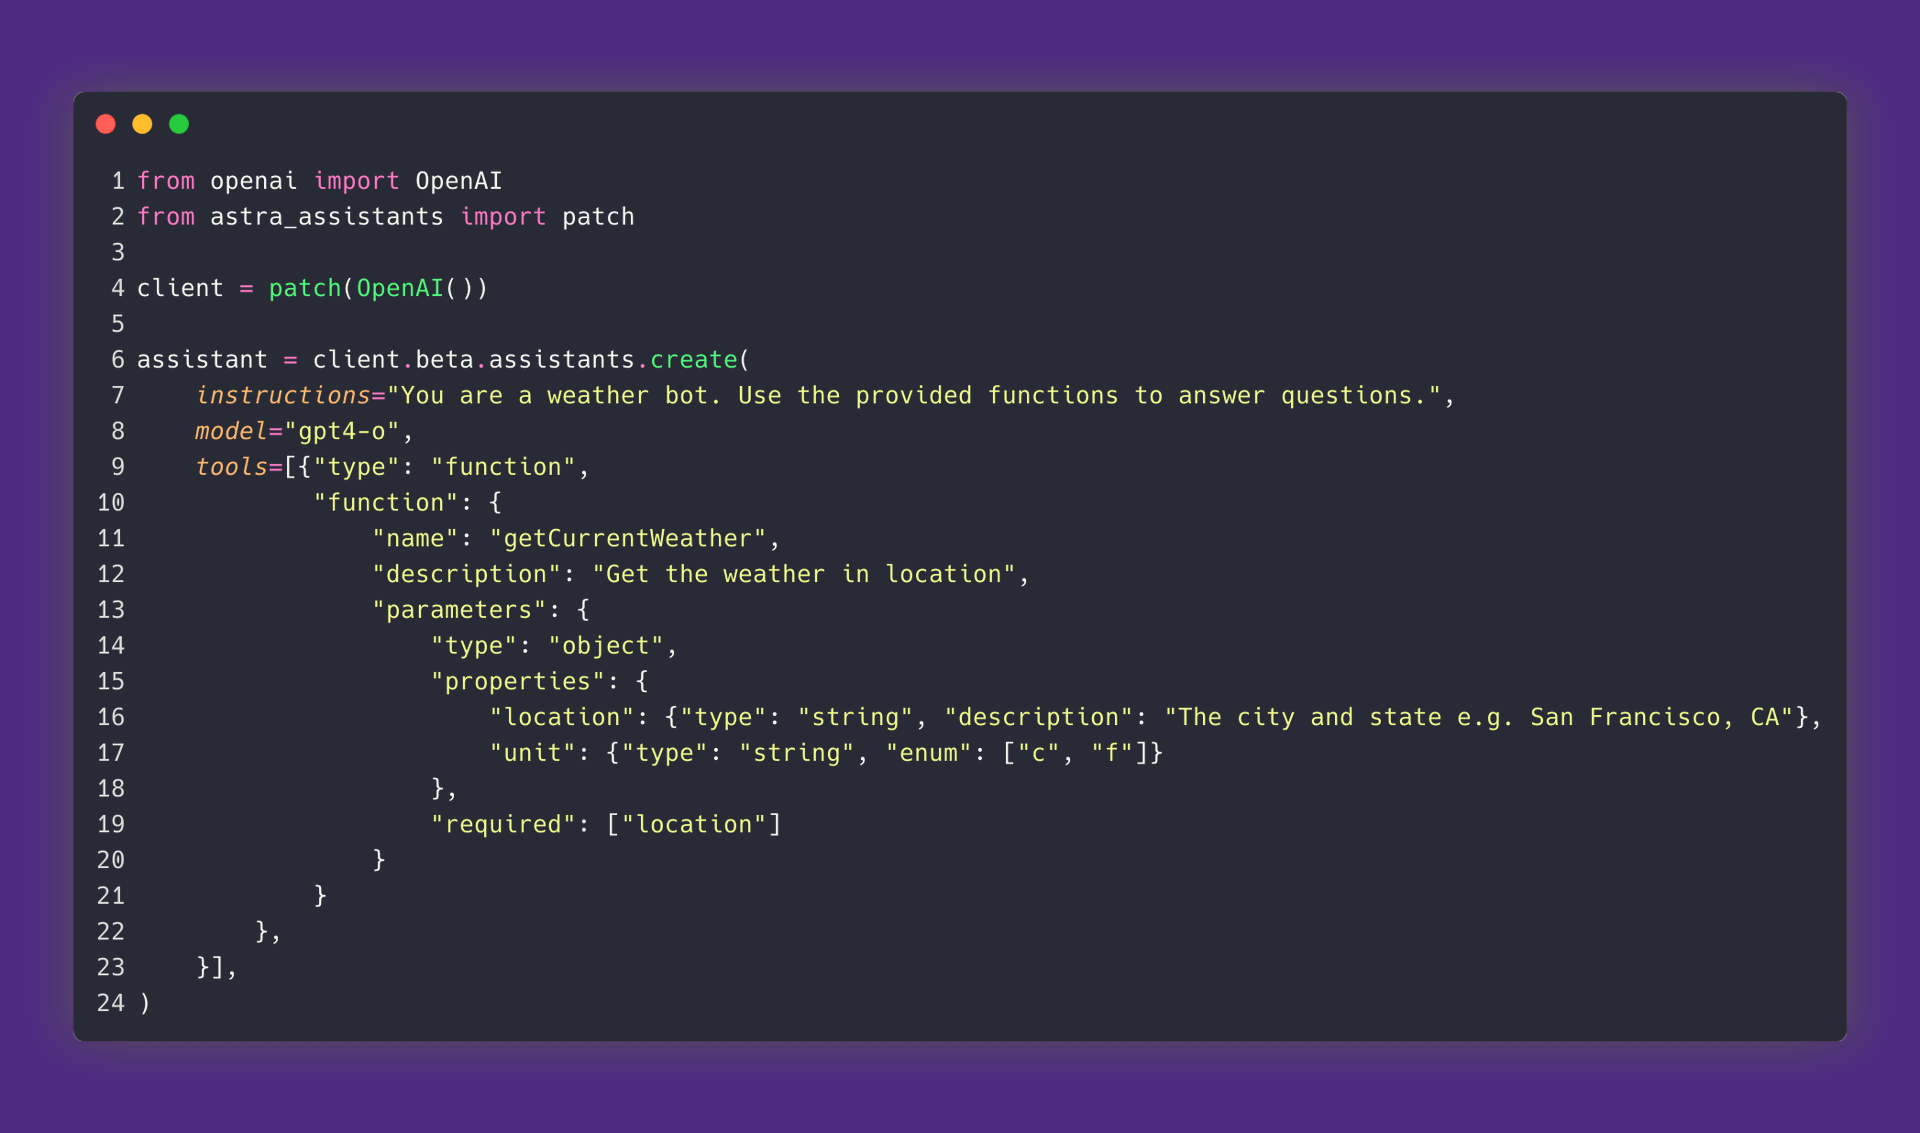 1 from openai import OpenAI
2 from astra_assistants import patch
3
4 client = patch(OpenAI())
5
6 assistant = client.beta.assistants.create(
7     instructions="You are a weather bot. Use the provided functions to answer questions.",
8     model="gpt4-o",
9     tools=[{"type": "function",
10             "function": {
11                 "name": "getCurrentWeather",
12                 "description": "Get the weather in location",
13                 "parameters": {
14                     "type": "object",
15                     "properties": {
16                         "location": {"type": "string", "description": "The city and state e.g. San Francisco, CA"},
17                         "unit": {"type": "string", "enum": ["c", "f"]}
18                     },
19                     "required": ["location"]
20                 }
21             }
22         },
23     }],
24 )